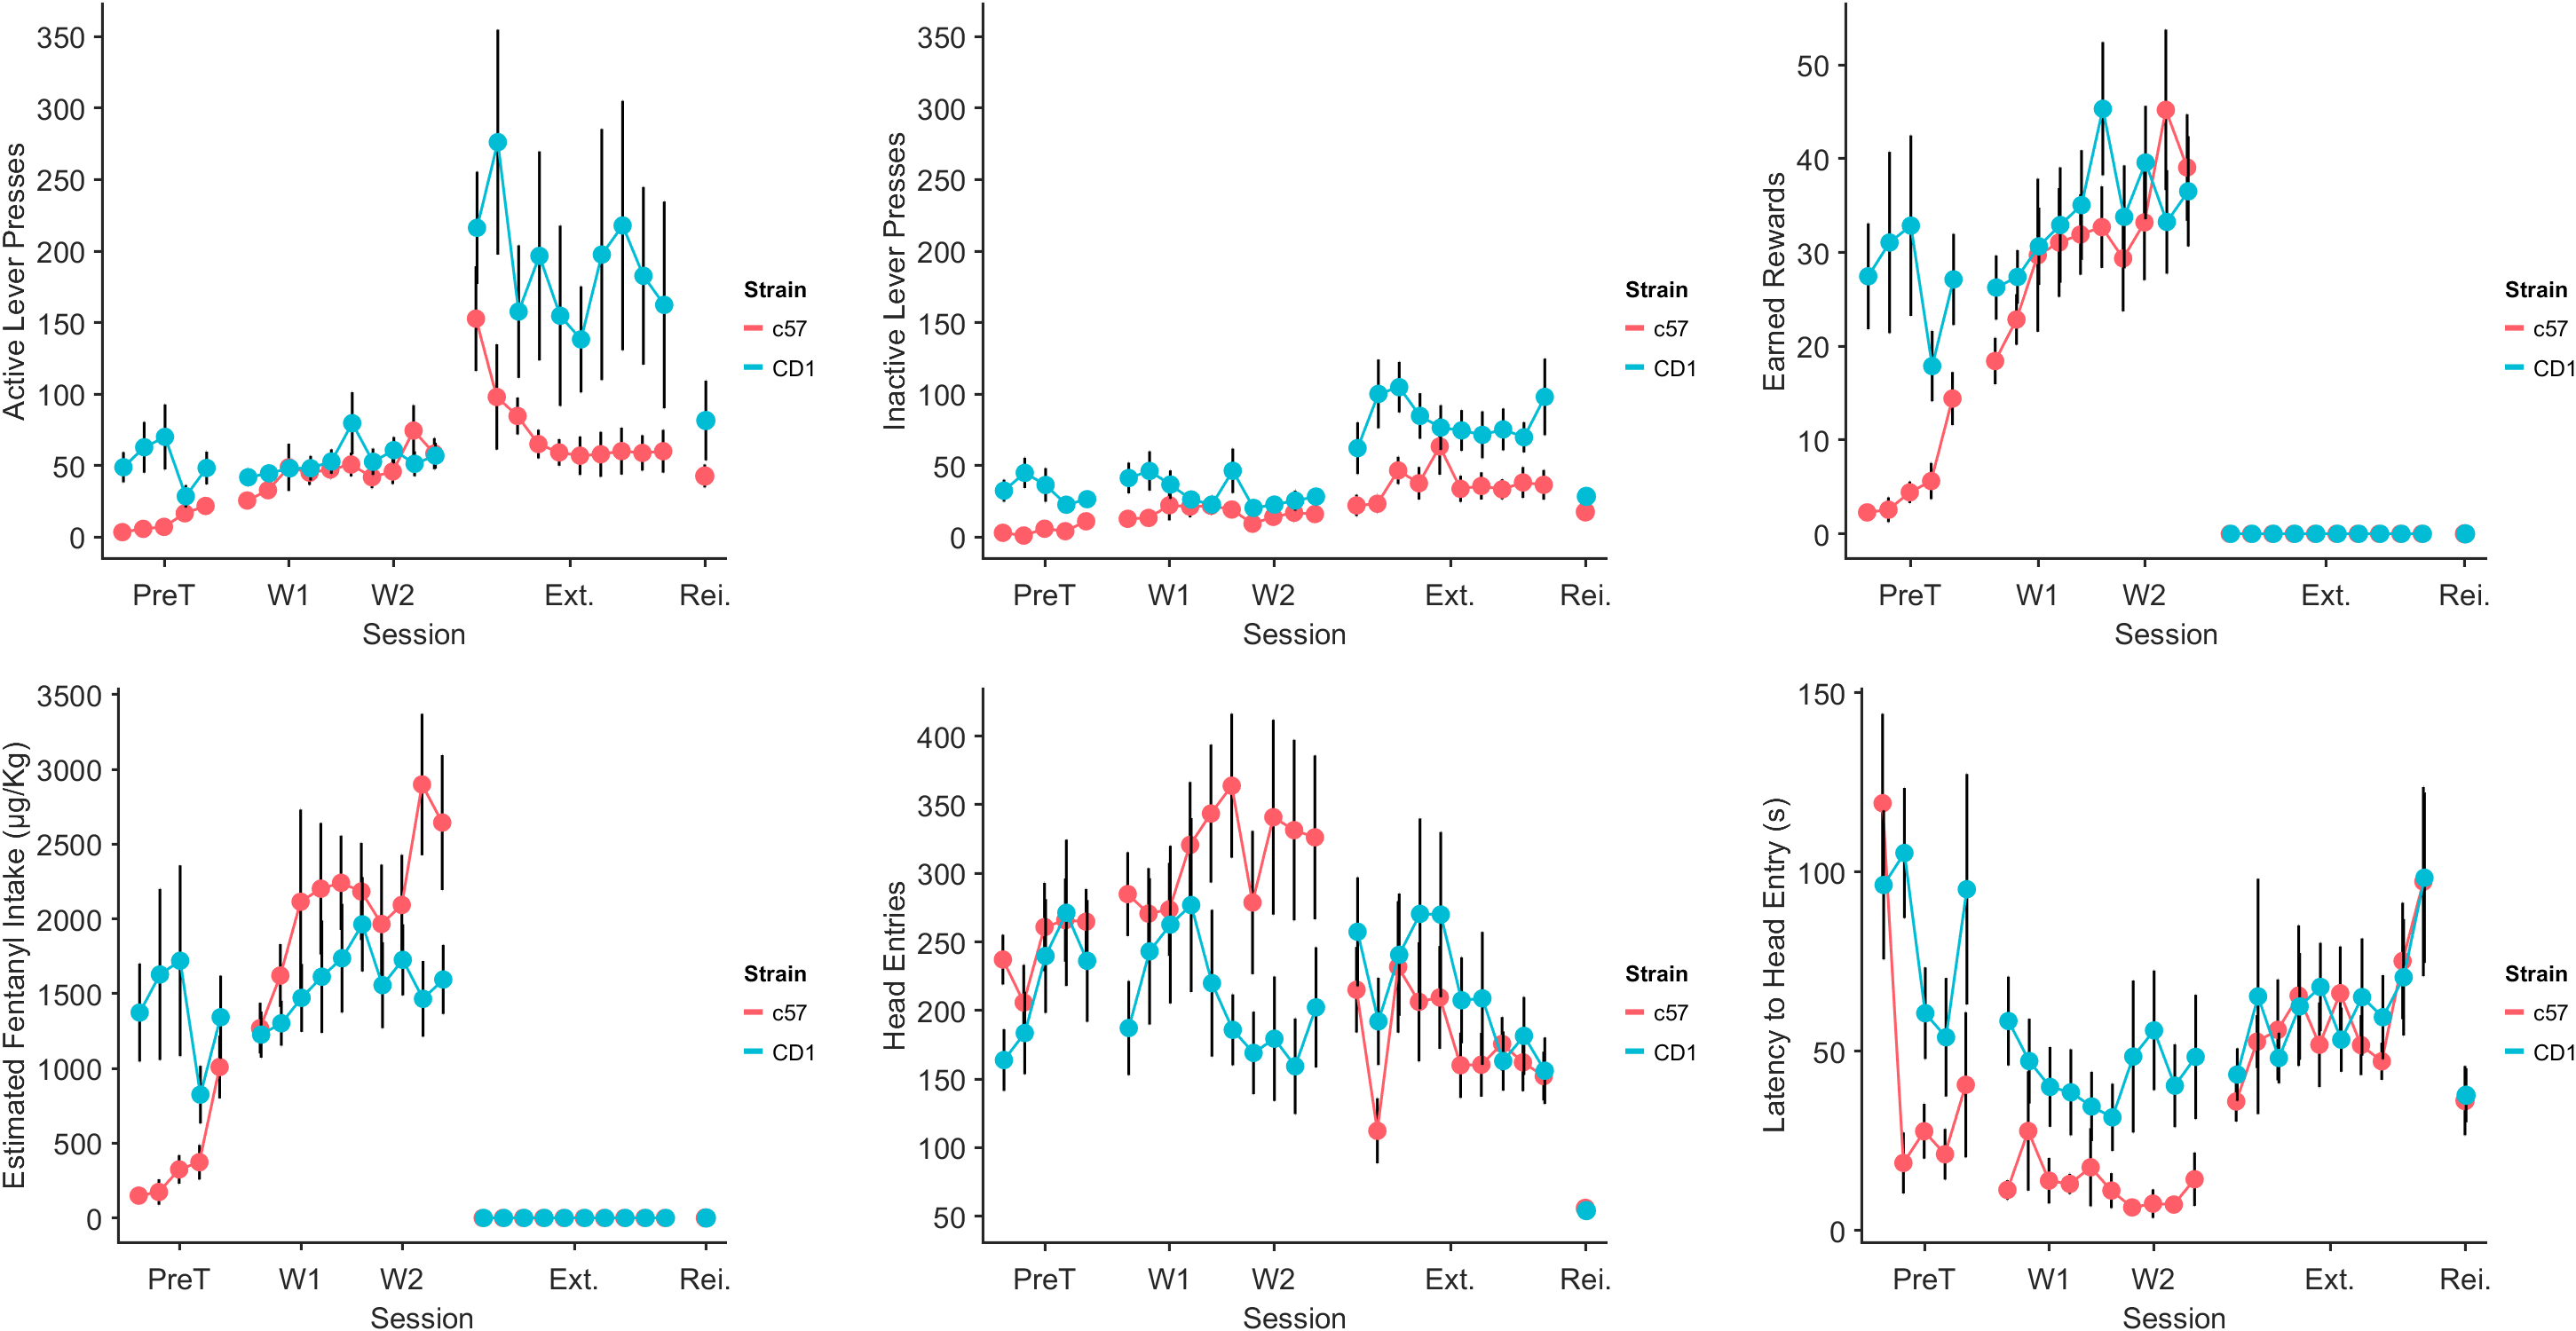 Active Lever Presses
350
300
250
200
150
100
50
0
PreT W1 W2 Ext. Rei.
Session
Strain
c57
CD1
Inactive Lever Presses
350
300
250
200
150
100
50
0
PreT W1 W2 Ext. Rei.
Session
Strain
c57
CD1
Earned Rewards
50
40
30
20
10
0
PreT W1 W2 Ext. Rei.
Session
Strain
c57
CD1
Estimated Fentanyl Intake (µg/Kg)
3500
3000
2500
2000
1500
1000
500
0
PreT W1 W2 Ext. Rei.
Session
Strain
c57
CD1
Head Entries
400
350
300
250
200
150
100
50
PreT W1 W2 Ext. Rei.
Session
Strain
c57
CD1
Latency to Head Entry (s)
150
100
50
0
PreT W1 W2 Ext. Rei.
Session
Strain
c57
CD1